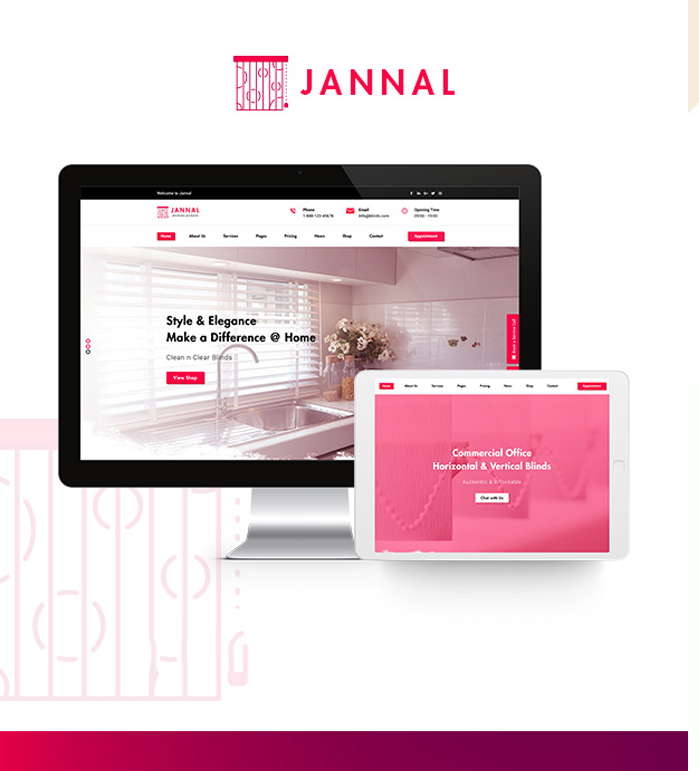 JANNAL
Welcome to Jannal
JANNAL
Phone
1-888-123-45678
Email
info@blinds.com
Opening Time
09:00 - 19:00
Home About Us Services Pages Pricing News Shop Contact Appointment
Style & Elegance
Make a Difference @ Home
Clean n Clear Blinds
View Shop
Book a Service Call
Home About Us Services Pages Pricing News Shop Contact Appointment
Commercial Office
Horizontal & Vertical Blinds
Authentic & Affordable
Chat with Us